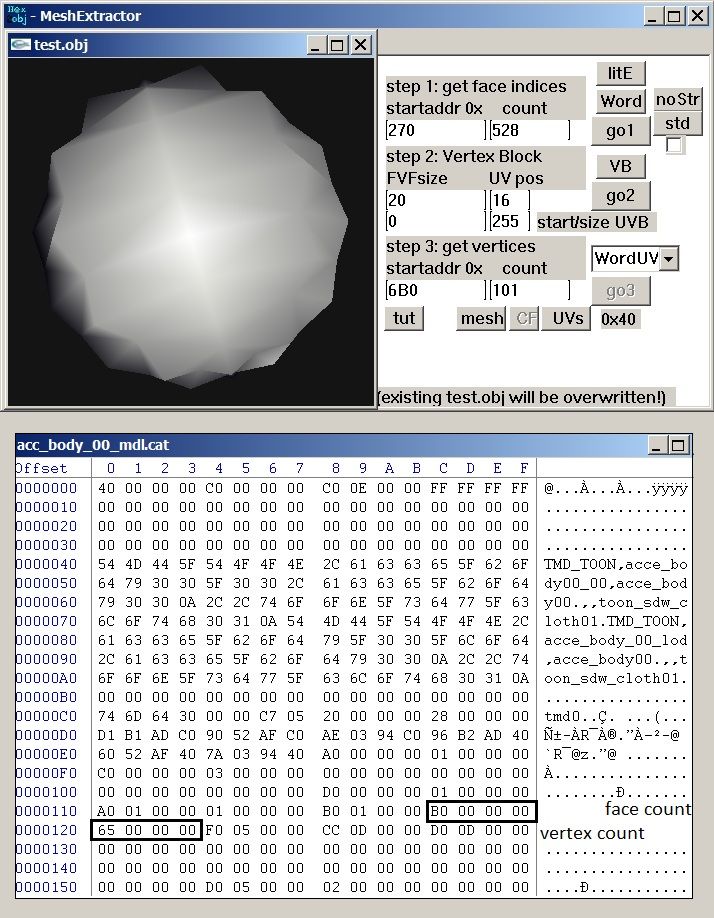 Hex obj - MeshExtractor
test.obj
step 1: get face indices
startaddr 0x count
270 528
litE
Word
go1
noStr
std
step 2: Vertex Block
FVFsize UV pos
20 16
0 255 start/size UVB
VB
go2
step 3: get vertices
startaddr 0x count
6B0 101
WordUV
go3
tut mesh CF UVs 0x40
(existing test.obj will be overwritten!)
acc_body_00_mdl.cat
Offset 0 1 2 3 4 5 6 7 8 9 A B C D E F
0000000 40 00 00 00 C0 00 00 00 C0 0E 00 00 FF FF FF FF @...À...À...ÿÿÿÿ
0000010 00 00 00 00 00 00 00 00 00 00 00 00 00 00 00 00 ................
0000020 00 00 00 00 00 00 00 00 00 00 00 00 00 00 00 00 ................
0000030 00 00 00 00 00 00 00 00 00 00 00 00 00 00 00 00 ................
0000040 54 4D 44 5F 54 4F 4F 4E 2C 61 63 63 65 5F 62 6F TMD_TOON,acce_bo
0000050 64 79 30 30 5F 30 30 2C 61 63 63 65 5F 62 6F 64 dy00_00,acce_bod
0000060 79 30 30 0A 2C 2C 74 6F 6F 6E 5F 73 64 77 5F 63 y00.,,toon_sdw_c
0000070 6C 6F 74 68 30 31 0A 54 4D 44 5F 54 4F 4F 4E 2C loth01.TMD_TOON,
0000080 61 63 63 65 5F 62 6F 64 79 5F 30 30 5F 6C 6F 64 acce_body_00_lod
0000090 2C 61 63 63 65 5F 62 6F 64 79 30 30 0A 2C 2C 74 ,acce_body00.,,t
00000A0 6F 6F 6E 5F 73 64 77 5F 63 6C 6F 74 68 30 31 0A oon_sdw_cloth01.
00000B0 00 00 00 00 00 00 00 00 00 00 00 00 00 00 00 00 ................
00000C0 74 6D 64 30 00 00 C7 05 20 00 00 00 28 00 00 00 tmd0..Ç. ...(...
00000D0 D1 B1 AD C0 90 52 AF C0 AE 03 94 C0 96 B2 AD 40 Ñ±-À.R¯À®.”À–²-@
00000E0 60 52 AF 40 7A 03 94 40 00 00 00 00 01 00 00 00 `R¯@z.”@ ........
00000F0 C0 00 00 00 03 00 00 00 00 00 00 00 00 00 00 00 À...............
0000100 00 00 00 00 00 00 00 00 D0 00 00 00 01 00 00 00 ........Ð.......
0000110 A0 01 00 00 01 00 00 00 B0 01 00 00 B0 00 00 00 face count
0000120 65 00 00 00 F0 05 00 00 CC 0D 00 00 D0 0D 00 00 vertex count
0000130 00 00 00 00 00 00 00 00 00 00 00 00 00 00 00 00 ................
0000140 00 00 00 00 00 00 00 00 00 00 00 00 00 00 00 00 ................
0000150 00 00 00 00 D0 05 00 00 02 00 00 00 00 00 00 00 ....Ð...........